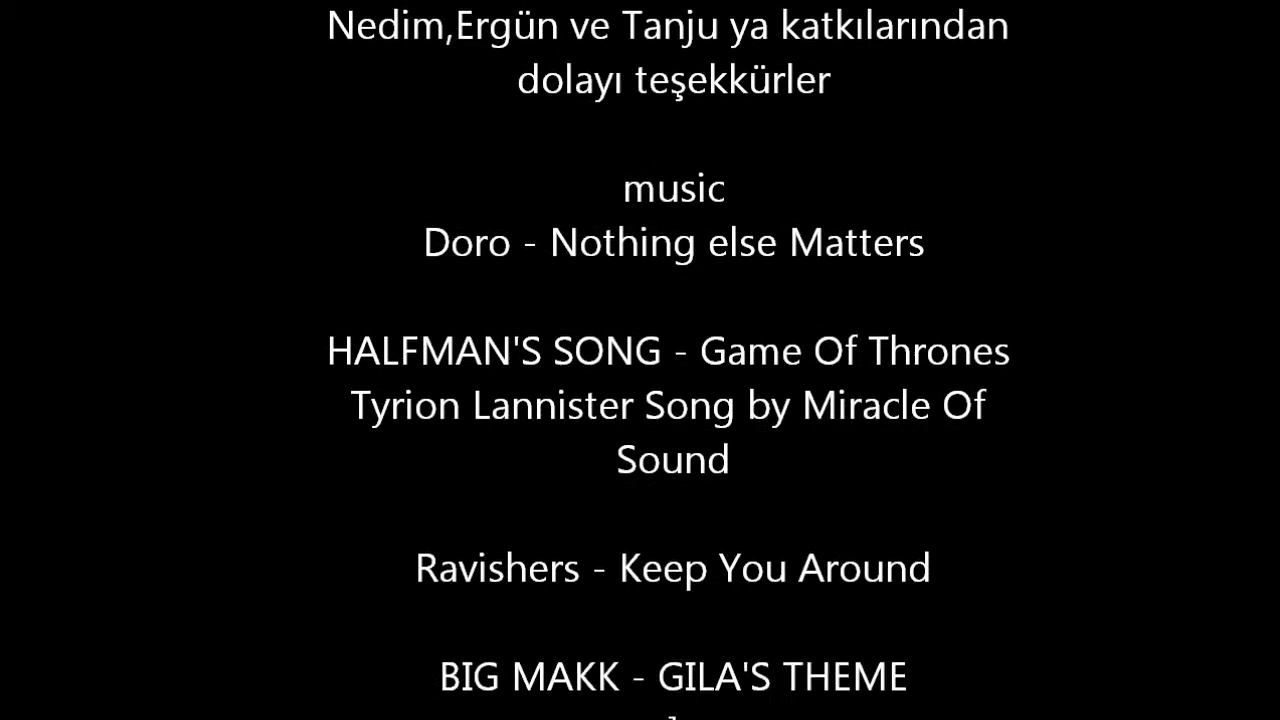 Nedim,Ergün ve Tanju ya katkılarından
dolayı teşekkürler
music
Doro - Nothing else Matters
HALFMAN'S SONG - Game Of Thrones
Tyrion Lannister Song by Miracle Of
Sound
Ravishers - Keep You Around
BIG MAKK - GILA'S THEME